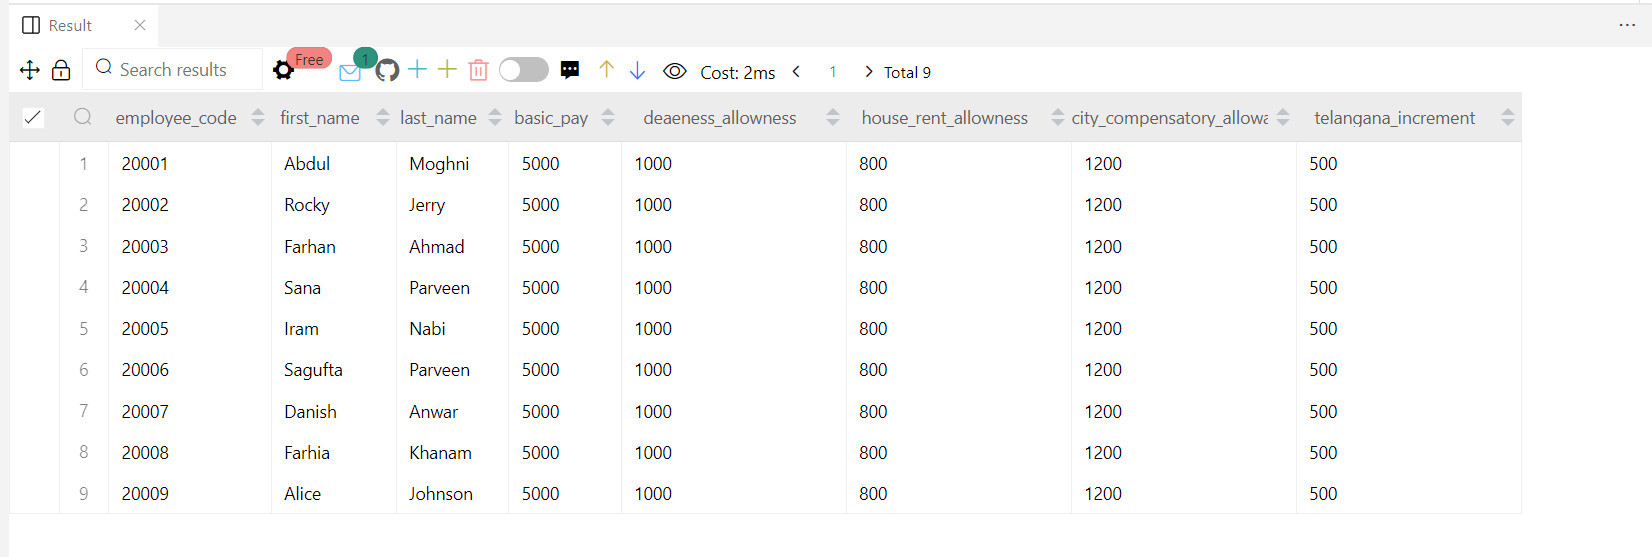 Result
Search results Free 1 Cost: 2ms 1 Total 9
employee_code first_name last_name basic_pay deaeness_allowness house_rent_allowness city_compensatory_allowa telangana_increment
1 20001 Abdul Moghni 5000 1000 800 1200 500
2 20002 Rocky Jerry 5000 1000 800 1200 500
3 20003 Farhan Ahmad 5000 1000 800 1200 500
4 20004 Sana Parveen 5000 1000 800 1200 500
5 20005 Iram Nabi 5000 1000 800 1200 500
6 20006 Sagufta Parveen 5000 1000 800 1200 500
7 20007 Danish Anwar 5000 1000 800 1200 500
8 20008 Farhia Khanam 5000 1000 800 1200 500
9 20009 Alice Johnson 5000 1000 800 1200 500